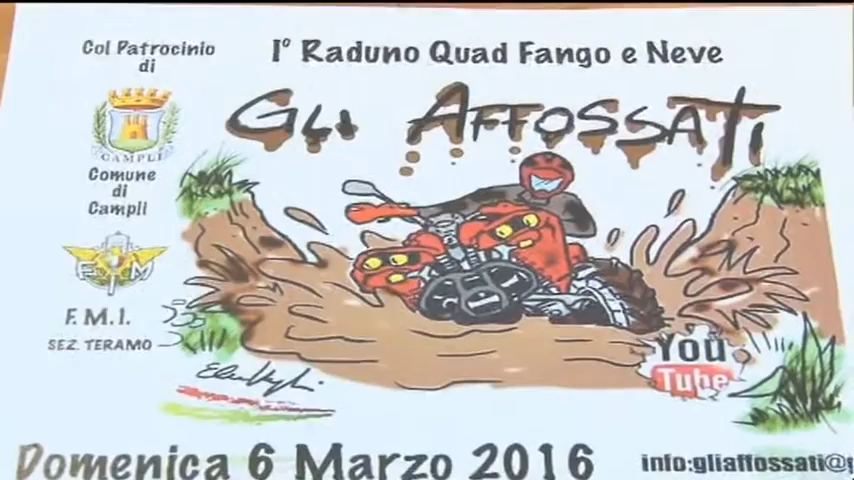 Col Patrocinio
di
I° Raduno Quad Fango e Neve
Gli Affossati
CAMPLI
Comune
di
Campli
F M
F.M.I.
SEZ. TERAMO
You
Tube
Domenica 6 Marzo 2016
info:gliaffossati@g